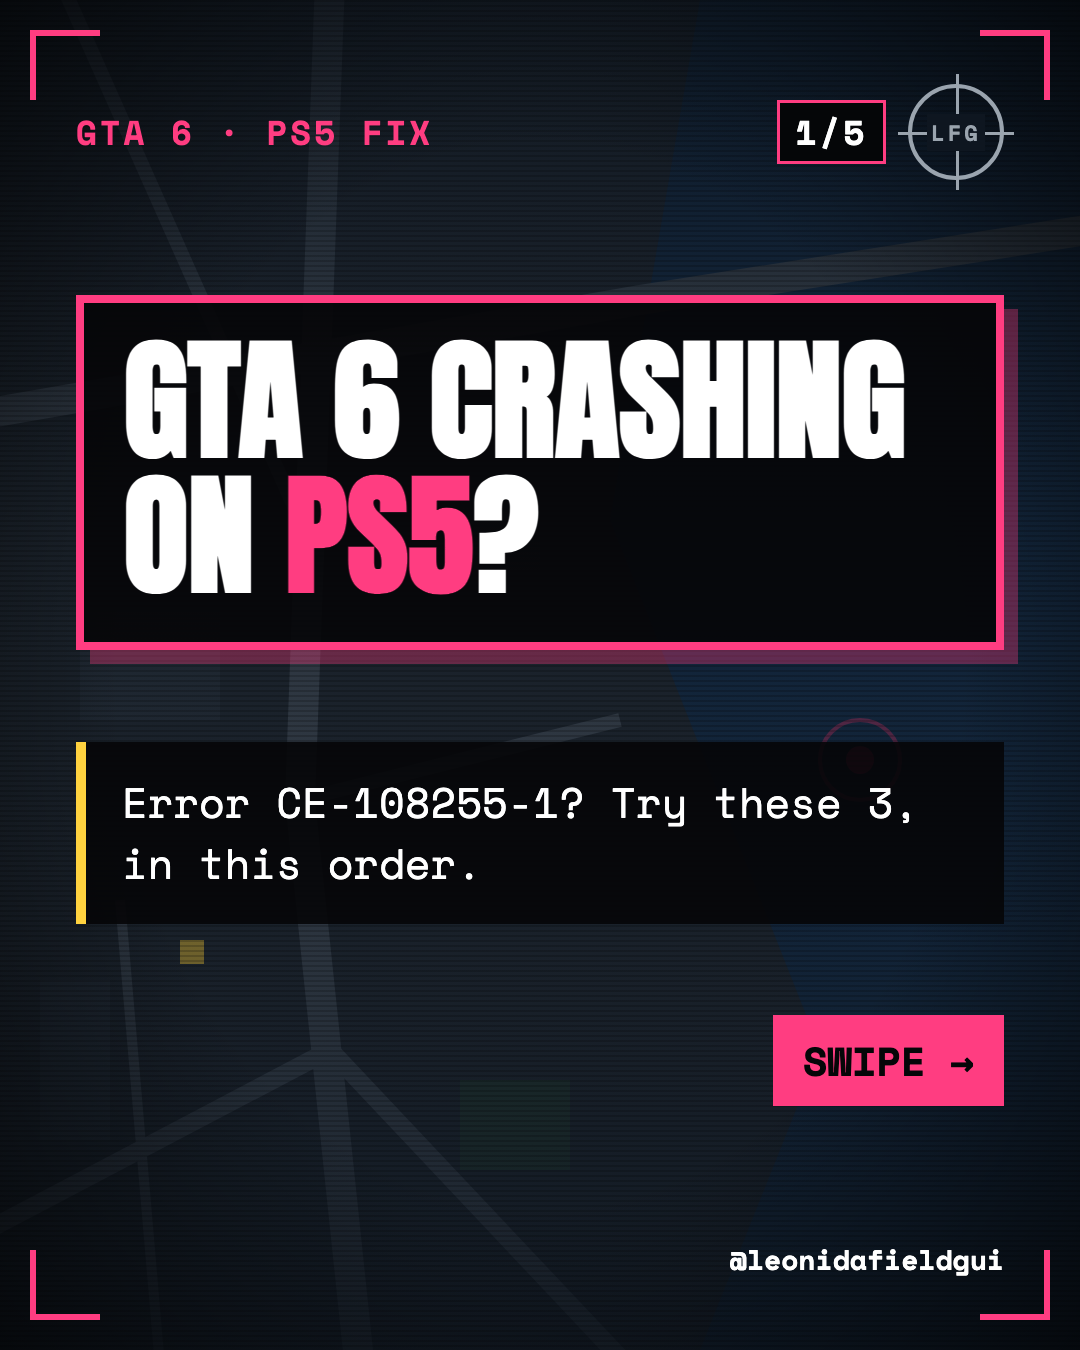 GTA 6 · PS5 FIX
1/5
LFG
GTA 6 CRASHING
ON PS5?
Error CE-108255-1? Try these 3,
in this order.
SWIPE →
@leonidafieldgui